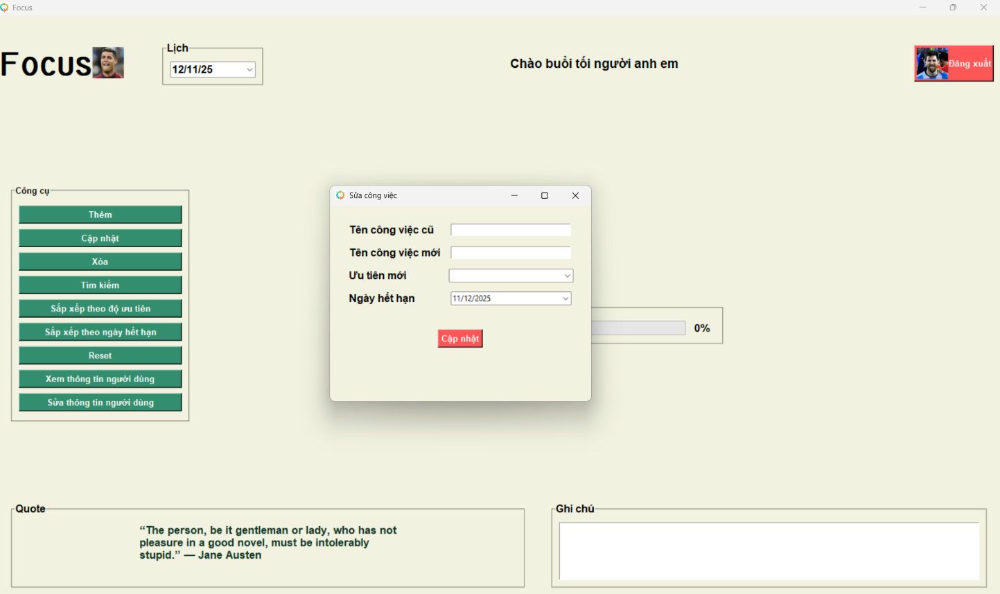 Focus
Focus
Lịch
12/11/25
Chào buổi tối người anh em
Đăng xuất
Công cụ
Thêm
Cập nhật
Xóa
Tìm kiếm
Sắp xếp theo độ ưu tiên
Sắp xếp theo ngày hết hạn
Reset
Xem thông tin người dùng
Sửa thông tin người dùng
Sửa công việc
Tên công việc cũ
Tên công việc mới
Ưu tiên mới
Ngày hết hạn
11/12/2025
Cập nhật
0%
Quote
“The person, be it gentleman or lady, who has not
pleasure in a good novel, must be intolerably
stupid.” — Jane Austen
Ghi chú